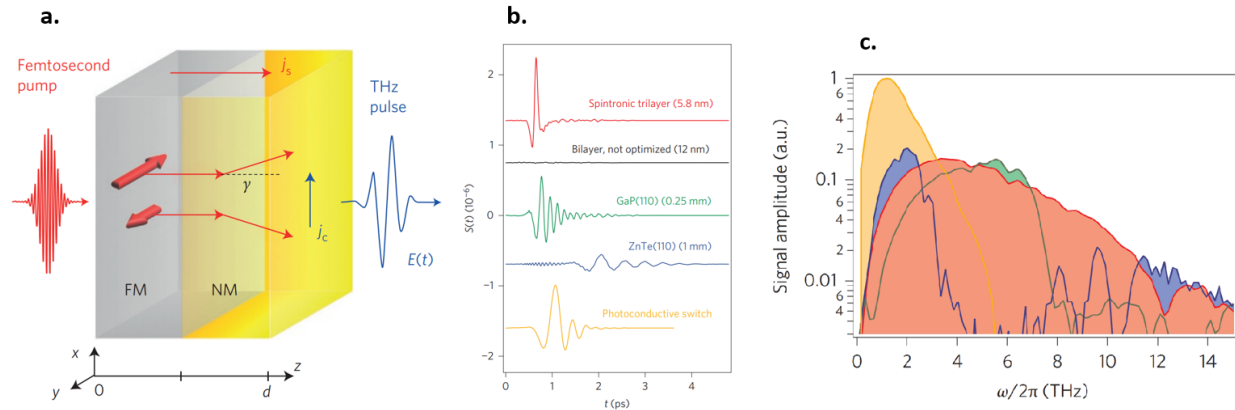 a.
Femtosecond
pump
js
THz
pulse
γ
jc
E(t)
FM
NM
x
y
0
d
z
b.
2
1
0
−1
−2
S(t) (10⁻⁶)
Spintronic trilayer (5.8 nm)
Bilayer, not optimized (12 nm)
GaP(110) (0.25 mm)
ZnTe(110) (1 mm)
Photoconductive switch
0 1 2 3 4
t (ps)
c.
Signal amplitude (a.u.)
1
6
4
2
0.1
6
4
2
0.01
6
4
0 2 4 6 8 10 12 14
ω/2π (THz)